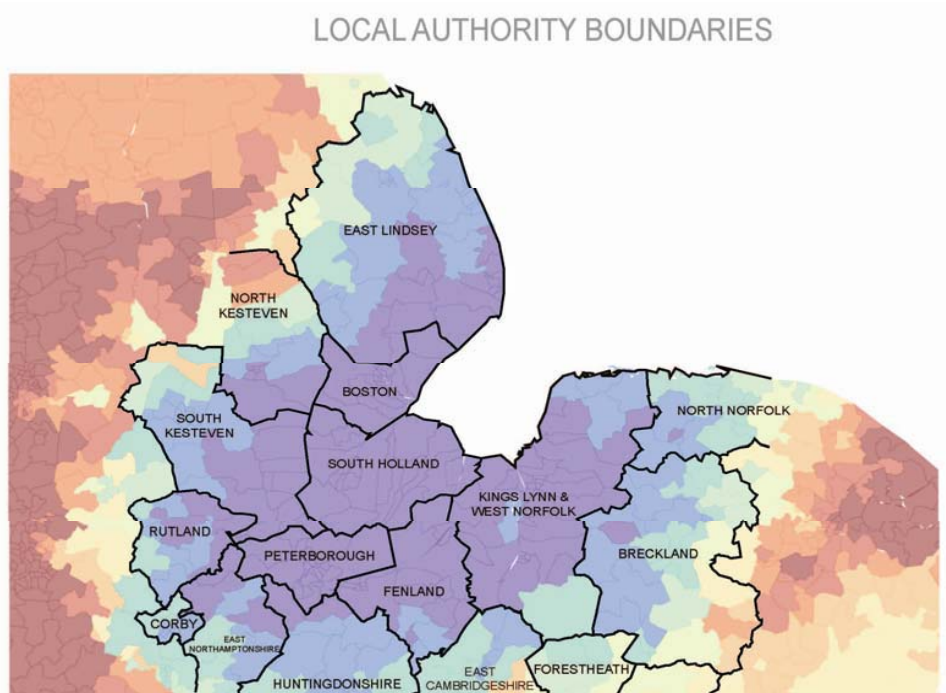 LOCAL AUTHORITY BOUNDARIES
EAST LINDSEY
NORTH
KESTEVEN
BOSTON
NORTH NORFOLK
SOUTH
KESTEVEN
SOUTH HOLLAND
KINGS LYNN &
WEST NORFOLK
RUTLAND
BRECKLAND
PETERBOROUGH
FENLAND
CORBY
EAST
NORTHAMPTONSHIRE
FORESTHEATH
EAST
CAMBRIDGESHIRE
HUNTINGDONSHIRE